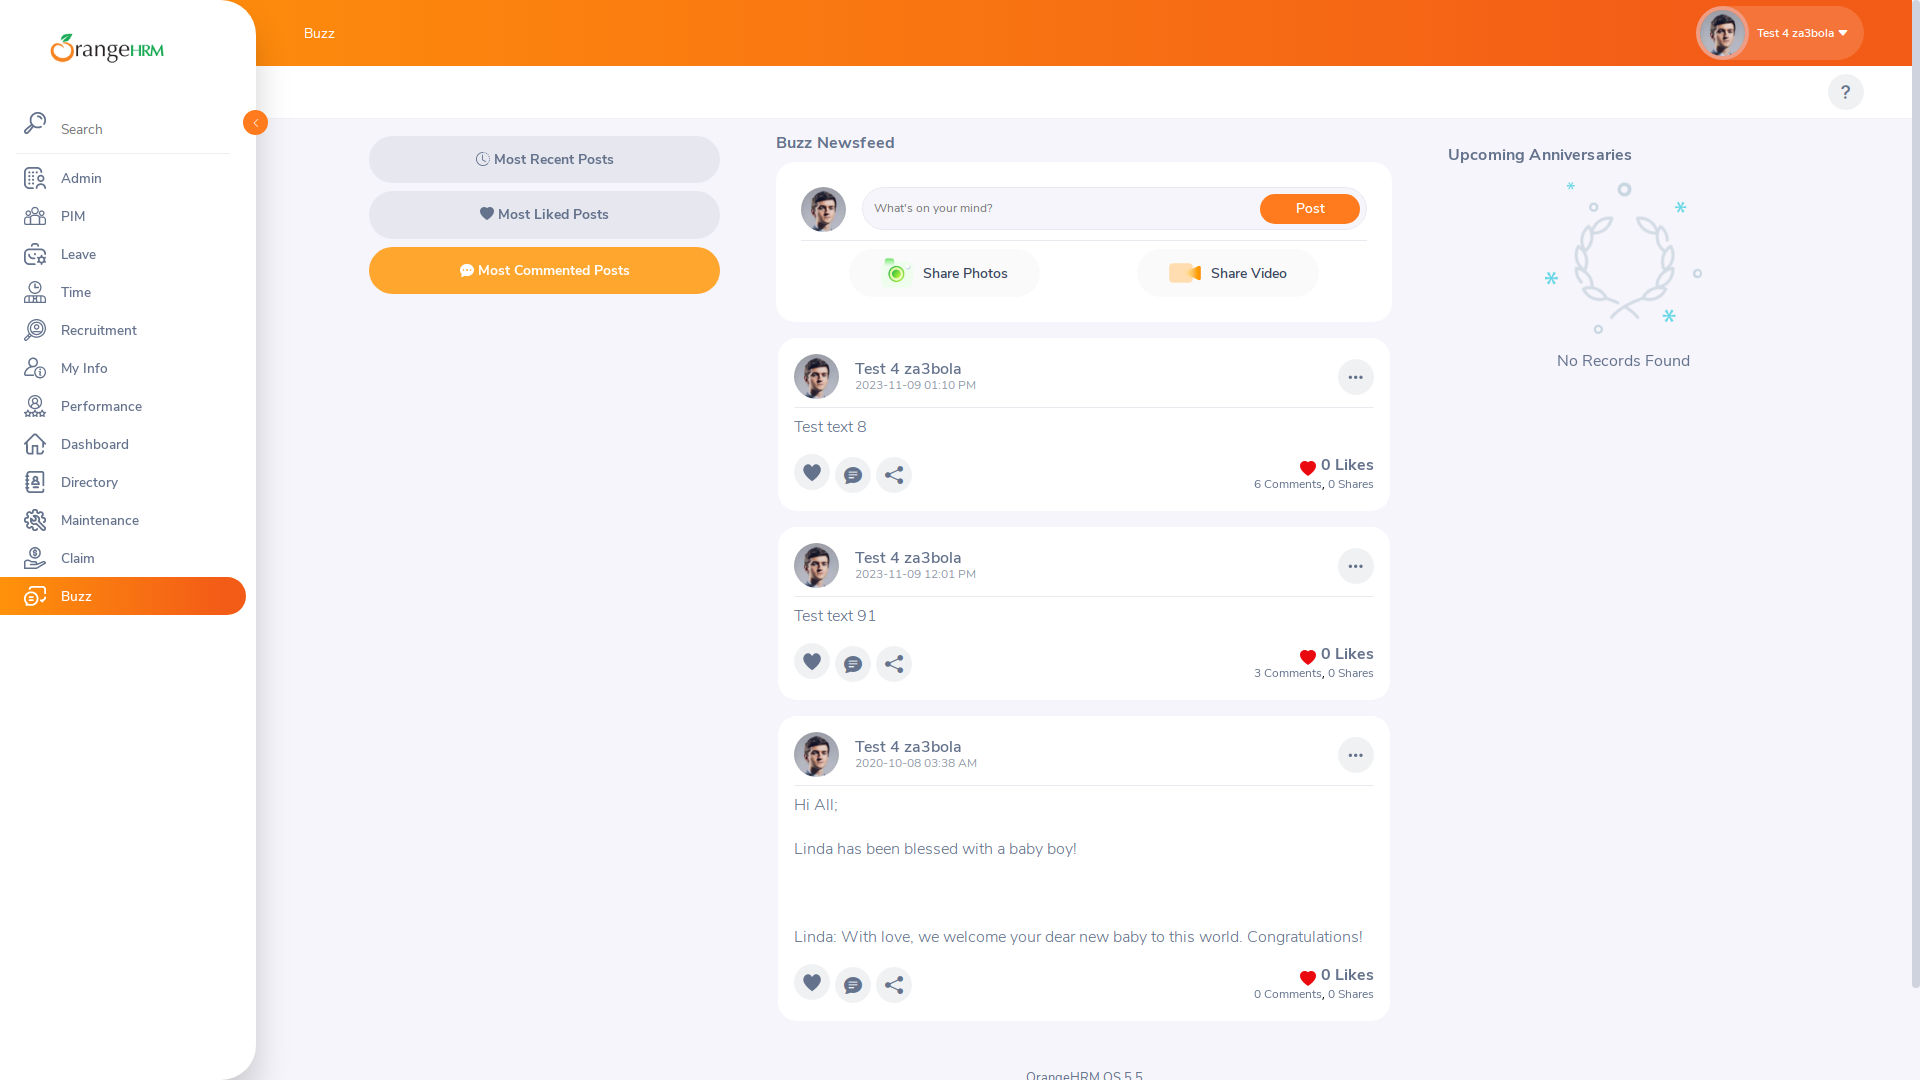 OrangeHRM
Search
Admin
PIM
Leave
Time
Recruitment
My Info
Performance
Dashboard
Directory
Maintenance
Claim
Buzz
Buzz
Test 4 za3bola
?
Most Recent Posts
Most Liked Posts
Most Commented Posts
Buzz Newsfeed
What's on your mind?
Post
Share Photos
Share Video
Test 4 za3bola
2023-11-09 01:10 PM
Test text 8
0 Likes
6 Comments, 0 Shares
Test 4 za3bola
2023-11-09 12:01 PM
Test text 91
0 Likes
3 Comments, 0 Shares
Test 4 za3bola
2020-10-08 03:38 AM
Hi All;
Linda has been blessed with a baby boy!
Linda: With love, we welcome your dear new baby to this world. Congratulations!
0 Likes
0 Comments, 0 Shares
Upcoming Anniversaries
No Records Found
OrangeHRM OS 5.5